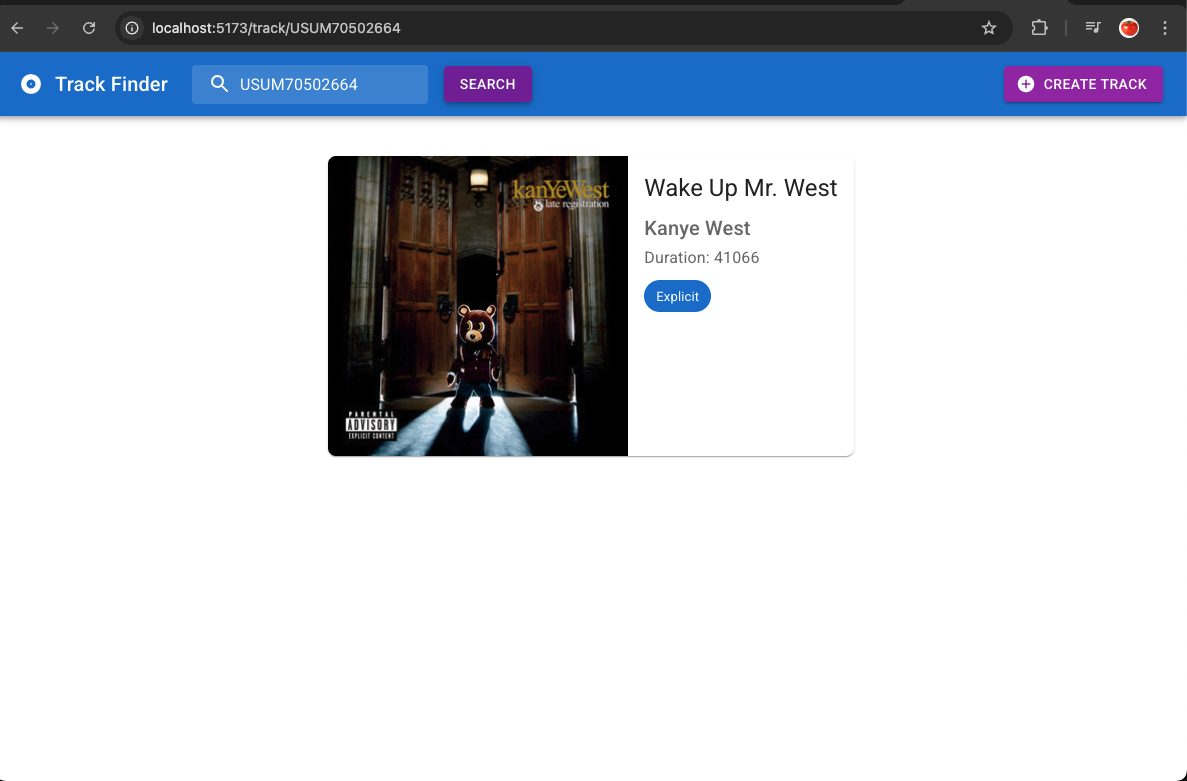 localhost:5173/track/USUM70502664
Track Finder
USUM70502664
SEARCH
CREATE TRACK
kanYeWest
late registration
PARENTAL
ADVISORY
EXPLICIT CONTENT
Wake Up Mr. West
Kanye West
Duration: 41066
Explicit